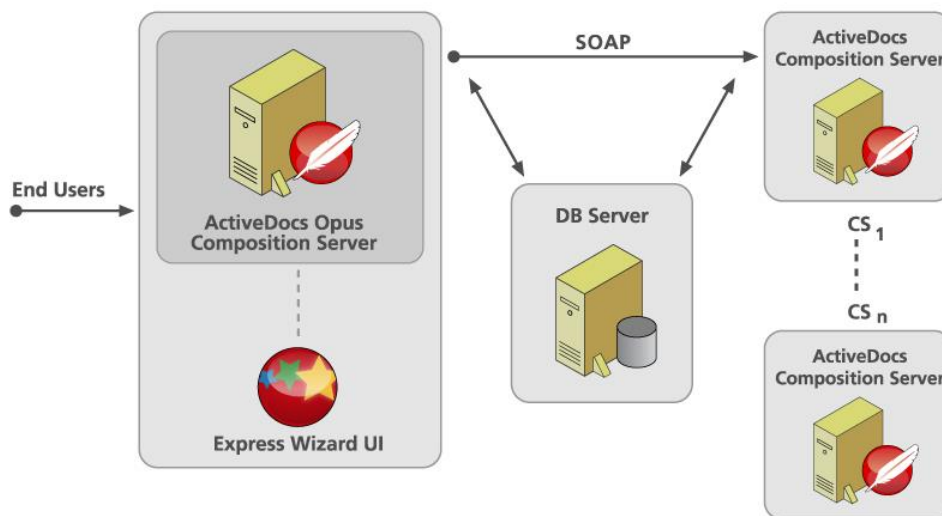 End Users
ActiveDocs Opus
Composition Server
Express Wizard UI
SOAP
DB Server
ActiveDocs
Composition Server
CS 1
CS n
ActiveDocs
Composition Server